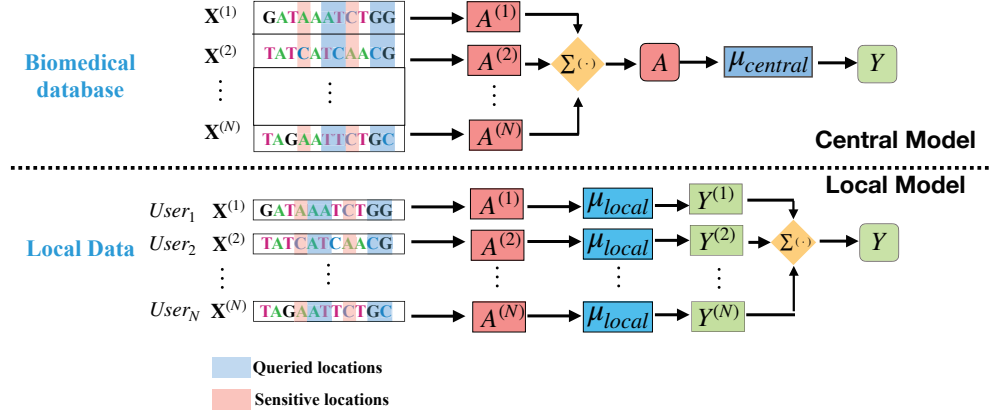 X(1) GATAAATCTGG A(1)
X(2) TATCATCAACG A(2) Σ(·) A μcentral Y
Biomedical
database
⋮ ⋮ ⋮
X(N) TAGAATTCTGC A(N)
Central Model
Local Model
User1 X(1) GATAAATCTGG A(1) μlocal Y(1)
Local Data User2 X(2) TATCATCAACG A(2) μlocal Y(2) Σ(·) Y
⋮ ⋮ ⋮ ⋮ ⋮ ⋮
UserN X(N) TAGAATTCTGC A(N) μlocal Y(N)
Queried locations
Sensitive locations